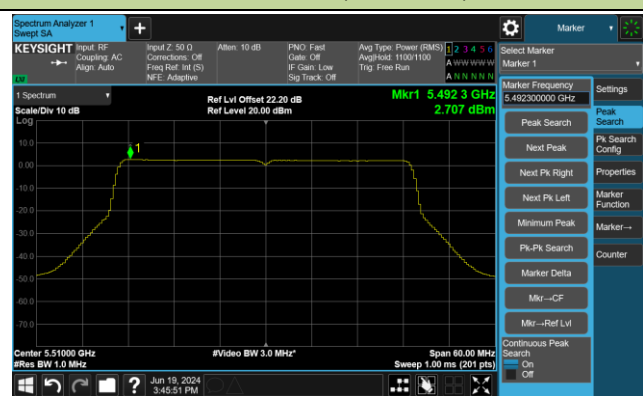 Spectrum Analyzer 1
Swept SA
Marker
KEYSIGHT
Input: RF
Coupling: AC
Align: Auto
Input Z: 50 Ω
Corrections: Off
Freq Ref: Int (S)
NFE: Adaptive
Atten: 10 dB
PNO: Fast
Gate: Off
IF Gain: Low
Sig Track: Off
Avg Type: Power (RMS)
Avg|Hold: 1100/1100
Trig: Free Run
1 2 3 4 5 6
A W W W W W
A N N N N N
LU
Select Marker
Marker 1
1 Spectrum
Scale/Div 10 dB
Log
Ref Lvl Offset 22.20 dB
Ref Level 20.00 dBm
Mkr1 5.492 3 GHz
2.707 dBm
1
10.0
0.00
-10.0
-20.0
-30.0
-40.0
-50.0
-60.0
-70.0
Center 5.51000 GHz
#Res BW 1.0 MHz
#Video BW 3.0 MHz*
Span 60.00 MHz
Sweep 1.00 ms (201 pts)
Marker Frequency
5.492300000 GHz
Peak Search
Next Peak
Next Pk Right
Next Pk Left
Minimum Peak
Pk-Pk Search
Marker Delta
Mkr→CF
Mkr→Ref Lvl
Continuous Peak
Search
On
Off
Settings
Peak
Search
Pk Search
Config
Properties
Marker
Function
Marker→
Counter
Jun 19, 2024
3:45:51 PM